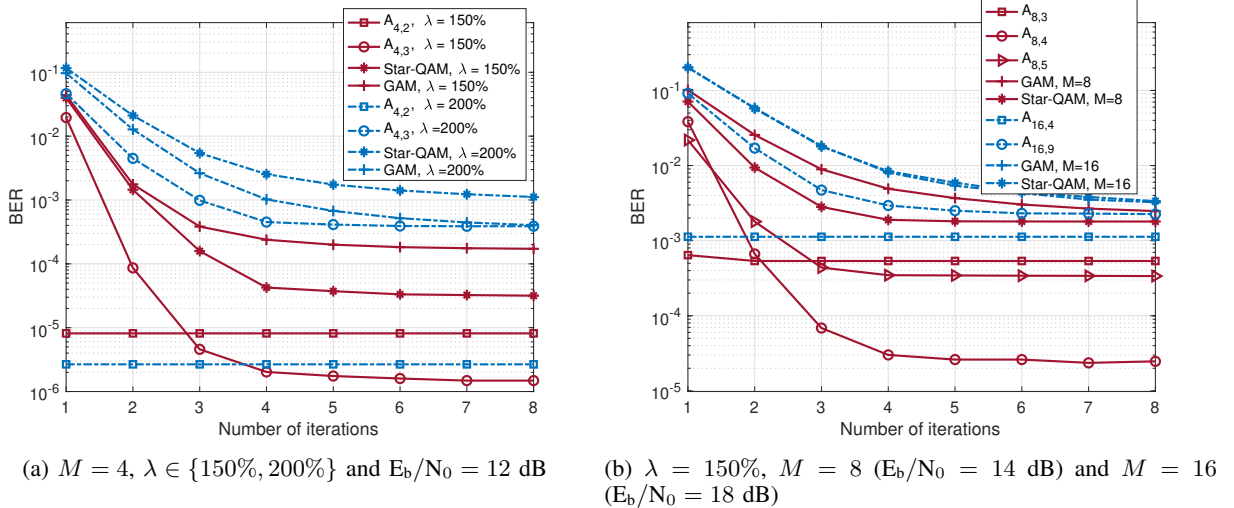 A4,2, λ = 150%
A4,3, λ = 150%
Star-QAM, λ = 150%
GAM, λ = 150%
A4,2, λ = 200%
A4,3, λ =200%
Star-QAM, λ =200%
GAM, λ =200%
10^-1
10^-2
10^-3
10^-4
10^-5
10^-6
BER
1 2 3 4 5 6 7 8
Number of iterations
(a) M = 4, λ ∈ {150%, 200%} and Eb/N0 = 12 dB
A8,3
A8,4
A8,5
GAM, M=8
Star-QAM, M=8
A16,4
A16,9
GAM, M=16
Star-QAM, M=16
10^-1
10^-2
10^-3
10^-4
10^-5
BER
1 2 3 4 5 6 7 8
Number of iterations
(b) λ = 150%, M = 8 (Eb/N0 = 14 dB) and M = 16
(Eb/N0 = 18 dB)